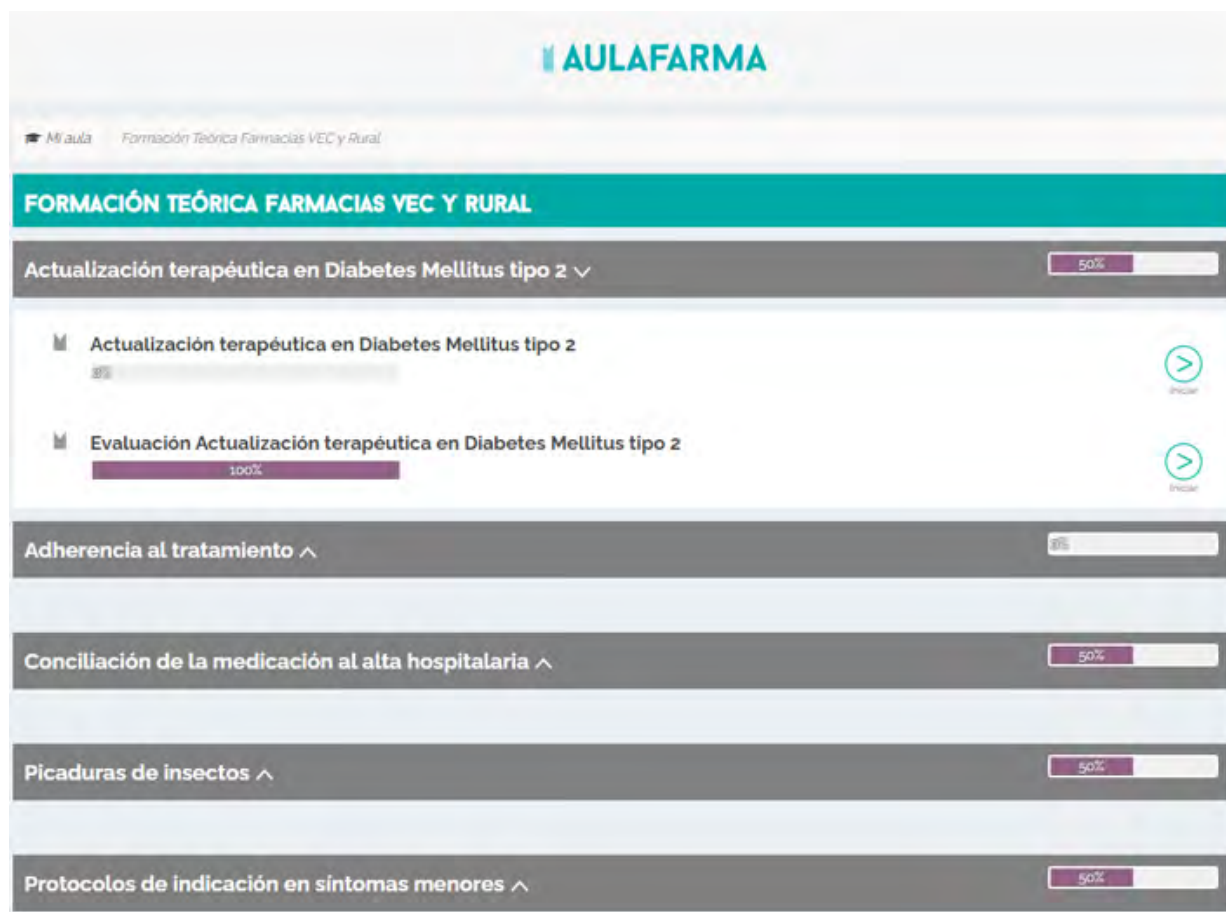 AULAFARMA
Mi aula Formación Teórica Farmacias VEC y Rural
FORMACIÓN TEÓRICA FARMACIAS VEC Y RURAL
Actualización terapéutica en Diabetes Mellitus tipo 2
50%
Actualización terapéutica en Diabetes Mellitus tipo 2
Iniciar
Evaluación Actualización terapéutica en Diabetes Mellitus tipo 2
100%
Iniciar
Adherencia al tratamiento
Conciliación de la medicación al alta hospitalaria
50%
Picaduras de insectos
50%
Protocolos de indicación en síntomas menores
50%